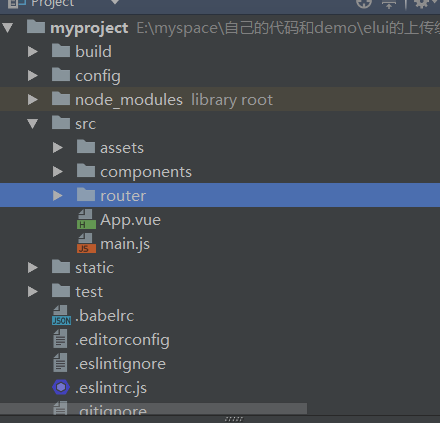 Project
myproject E:\myspace\自己的代码和demo\elui的上传组
build
config
node_modules library root
src
assets
components
router
App.vue
main.js
static
test
.babelrc
.editorconfig
.eslintignore
.eslintrc.js
.gitignore